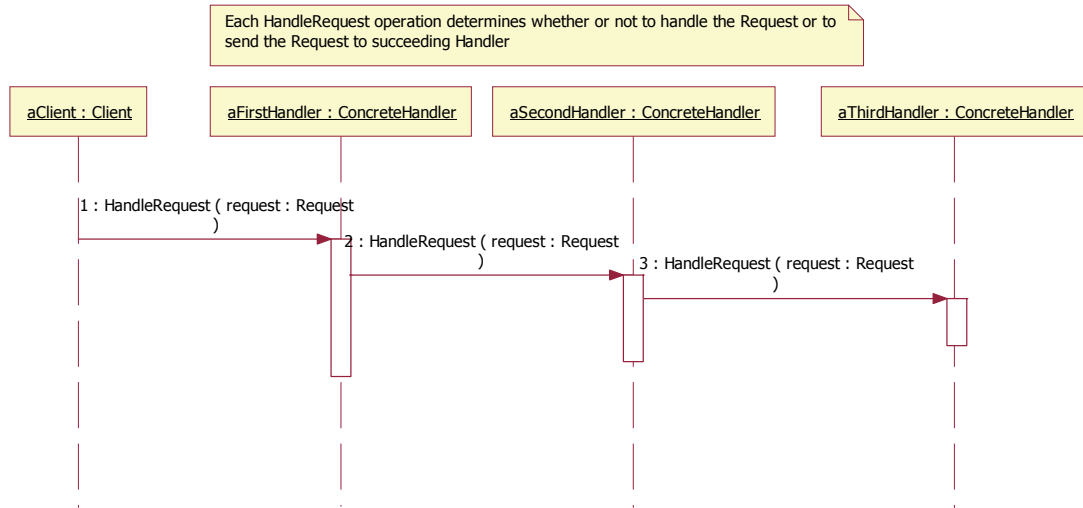 Each HandleRequest operation determines whether or not to handle the Request or to
send the Request to succeeding Handler
aClient : Client
aFirstHandler : ConcreteHandler
aSecondHandler : ConcreteHandler
aThirdHandler : ConcreteHandler
1 : HandleRequest ( request : Request
)
2 : HandleRequest ( request : Request
)
3 : HandleRequest ( request : Request
)